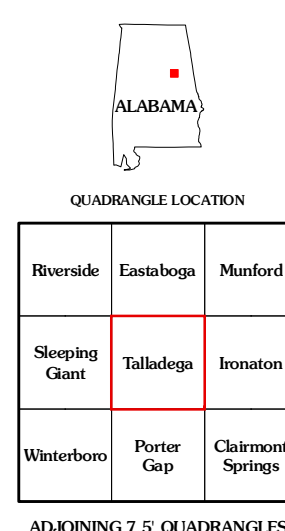 ALABAMA
QUADRANGLE LOCATION
Riverside Eastaboga Munford
Sleeping Giant Talladega Ironaton
Winterboro Porter Gap Clairmont Springs
ADJOINING 7.5' QUADRANGLES